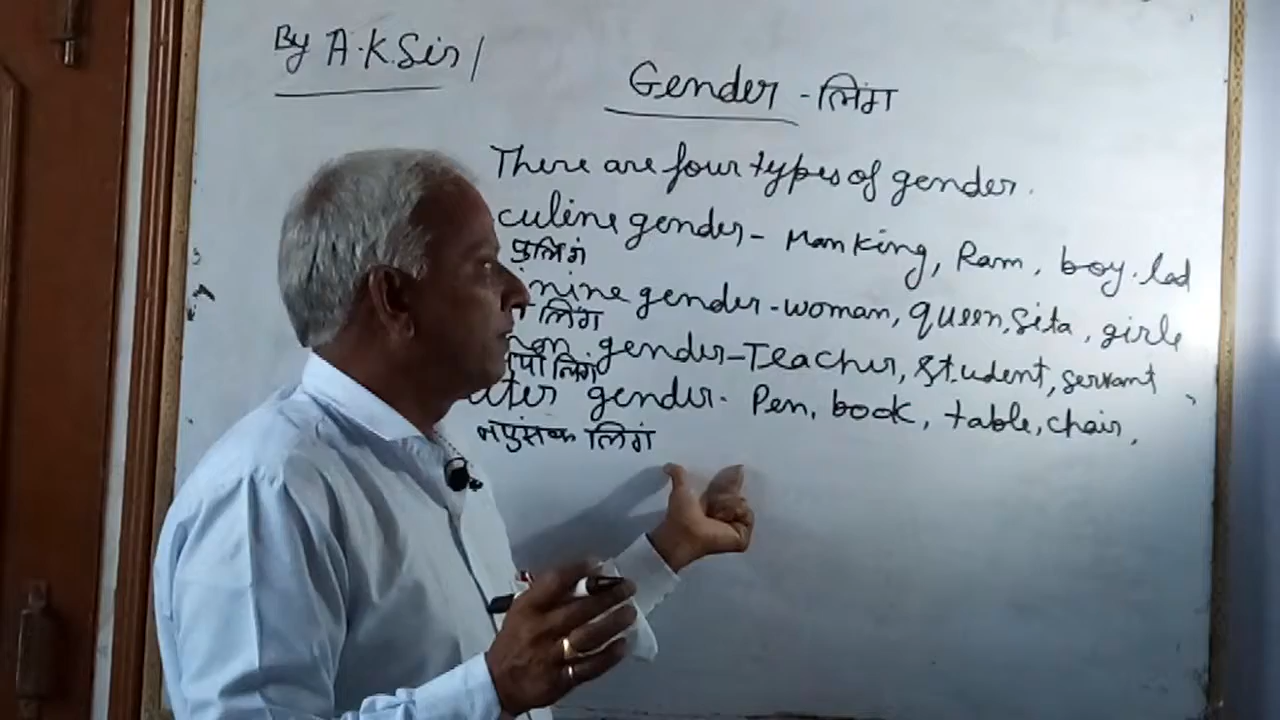 By A.K.Sir /
Gender - लिंग
There are four types of gender.
culine gender - Man King, Ram, boy. lad
पुलिगं
nine gender - woman, queen, Sita, girls
लिगं
gender - Teacher, student, servant
लिगं
uter gender. Pen, book, table, chair,
नपुंसक लिगं